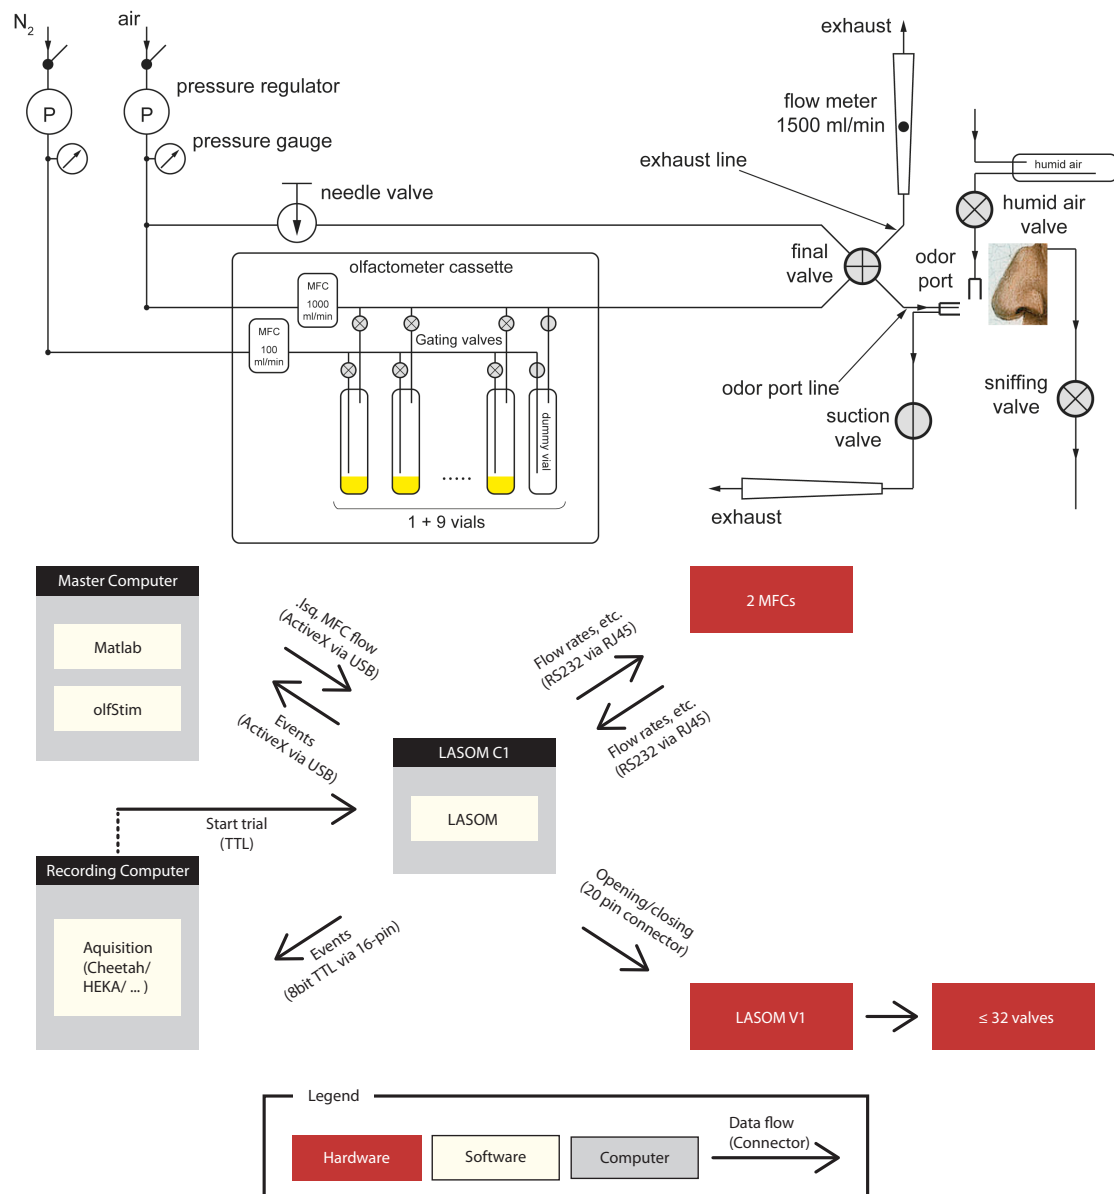 N2
air
pressure regulator
P
P
pressure gauge
needle valve
olfactometer cassette
MFC
1000
ml/min
MFC
100
ml/min
Gating valves
dummy vial
.....
1 + 9 vials
exhaust
flow meter
1500 ml/min
exhaust line
final
valve
odor
port
humid air
humid air
valve
odor port line
suction
valve
sniffing
valve
exhaust
Master Computer
Matlab
olfStim
.lsq, MFC flow
(ActiveX via USB)
Events
(ActiveX via USB)
Flow rates, etc.
(RS232 via RJ45)
Flow rates, etc.
(RS232 via RJ45)
2 MFCs
LASOM C1
LASOM
Start trial
(TTL)
Recording Computer
Aquisition
(Cheetah/
HEKA/ ... )
Events
(8bit TTL via 16-pin)
Opening/closing
(20 pin connector)
LASOM V1
≤ 32 valves
Legend
Hardware
Software
Computer
Data flow
(Connector)